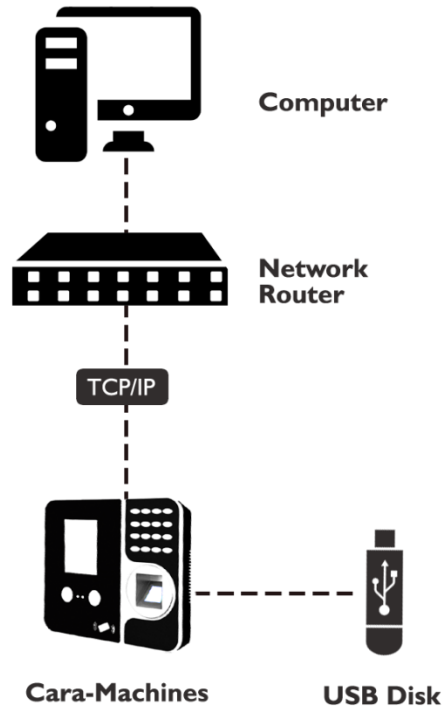 Computer
Network
Router
TCP/IP
Cara-Machines
USB Disk